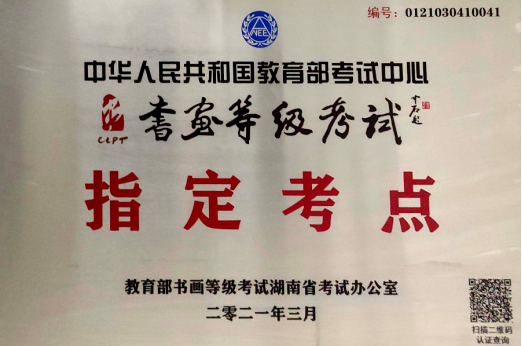 编号：0121030410041
NEEA
中华人民共和国教育部考试中心
CCPT 书画等级考试
指定考点
教育部书画等级考试湖南省考试办公室
二零二一年三月
扫描二维码
认证查询